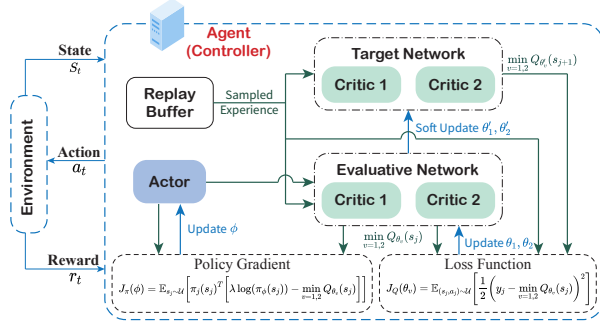 State
S_t
Environment
Action
a_t
Reward
r_t
Agent
(Controller)
Replay
Buffer
Sampled
Experience
Target Network
Critic 1
Critic 2
min_{v=1,2} Q_{θ'_v}(s_{j+1})
Soft Update θ'_1, θ'_2
Actor
Evaluative Network
Critic 1
Critic 2
Update ϕ
min_{v=1,2} Q_{θ_v}(s_j)
Update θ_1, θ_2
Policy Gradient
J_π(ϕ) = 𝔼_{s_j∼𝒰}[π_j(s_j)^T[λ log(π_ϕ(s_j)) − min_{v=1,2} Q_{θ_v}(s_j)]]
Loss Function
J_Q(θ_v) = 𝔼_{(s_j,a_j)∼𝒰}[1/2(y_j − min_{v=1,2} Q_{θ_v}(s_j))^2]